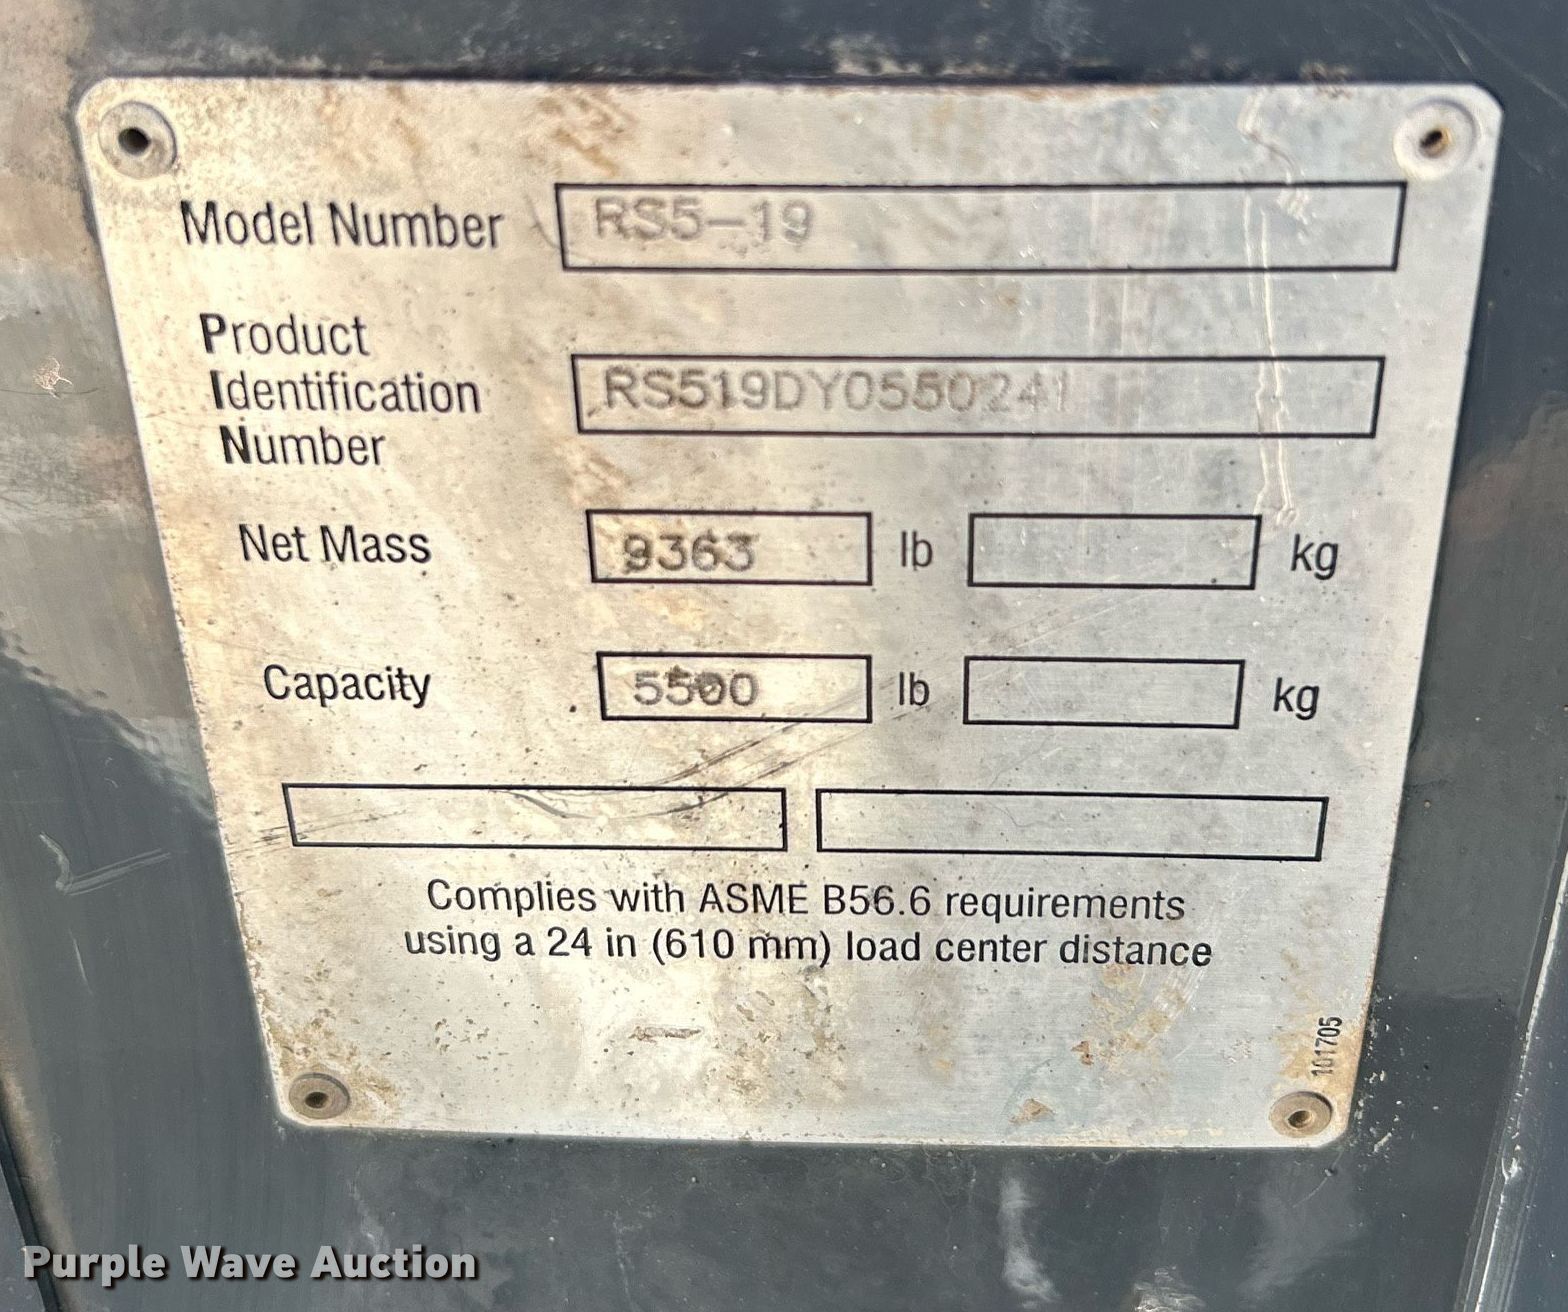 Model Number RS5-19
Product
Identification RS519DY0550241
Number
Net Mass 9363 lb kg
Capacity 5500 lb kg
Complies with ASME B56.6 requirements
using a 24 in (610 mm) load center distance
101705
Purple Wave Auction